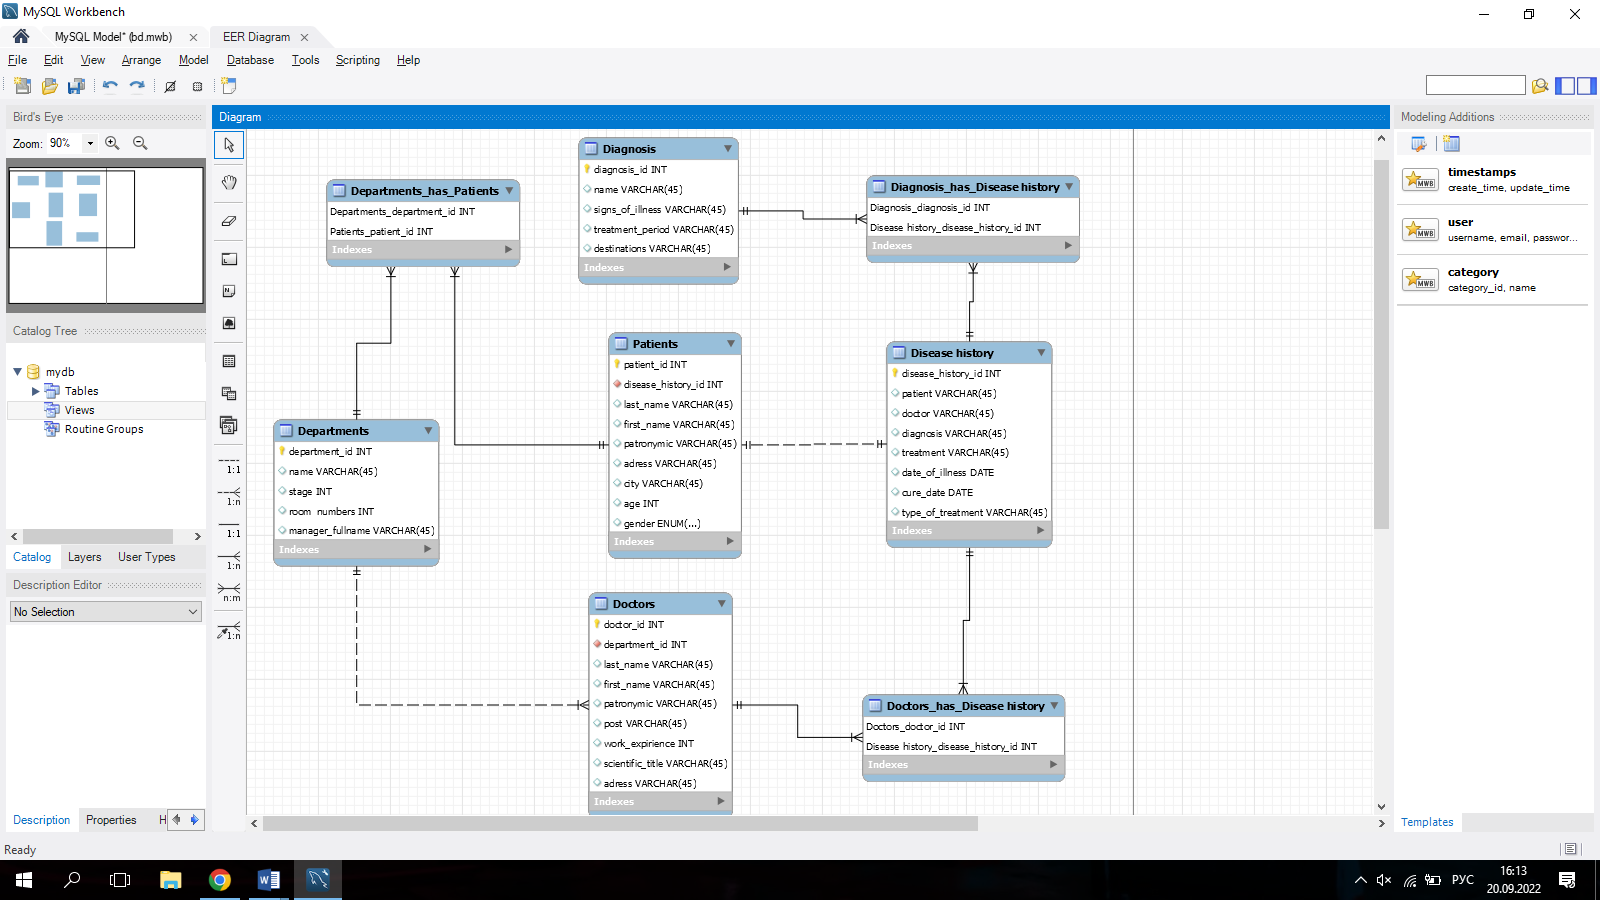 MySQL Workbench
MySQL Model* (bd.mwb)
EER Diagram
File Edit View Arrange Model Database Tools Scripting Help
Bird's Eye
Zoom: 90%
Catalog Tree
mydb
Tables
Views
Routine Groups
Catalog Layers User Types
Description Editor
No Selection
Description Properties H
Ready
Diagram
1:1
1:n
1:1
1:n
n:m
1:n
Departments_has_Patients
Departments_department_id INT
Patients_patient_id INT
Indexes
Diagnosis
diagnosis_id INT
name VARCHAR(45)
signs_of_illness VARCHAR(45)
treatment_period VARCHAR(45)
destinations VARCHAR(45)
Indexes
Diagnosis_has_Disease history
Diagnosis_diagnosis_id INT
Disease history_disease_history_id INT
Indexes
Patients
patient_id INT
disease_history_id INT
last_name VARCHAR(45)
first_name VARCHAR(45)
patronymic VARCHAR(45)
adress VARCHAR(45)
city VARCHAR(45)
age INT
gender ENUM(...)
Indexes
Disease history
disease_history_id INT
patient VARCHAR(45)
doctor VARCHAR(45)
diagnosis VARCHAR(45)
treatment VARCHAR(45)
date_of_illness DATE
cure_date DATE
type_of_treatment VARCHAR(45)
Indexes
Departments
department_id INT
name VARCHAR(45)
stage INT
room_numbers INT
manager_fullname VARCHAR(45)
Indexes
Doctors
doctor_id INT
department_id INT
last_name VARCHAR(45)
first_name VARCHAR(45)
patronymic VARCHAR(45)
post VARCHAR(45)
work_expirience INT
scientific_title VARCHAR(45)
adress VARCHAR(45)
Indexes
Doctors_has_Disease history
Doctors_doctor_id INT
Disease history_disease_history_id INT
Indexes
Modeling Additions
MWB
timestamps
create_time, update_time
MWB
user
username, email, passwor...
MWB
category
category_id, name
Templates
РУС
16:13
20.09.2022